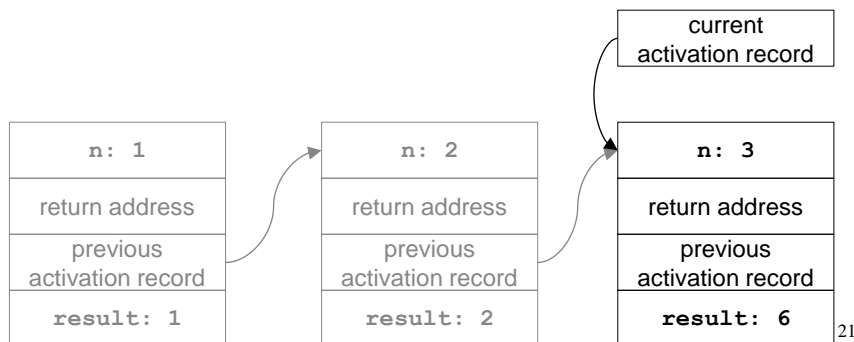 current
activation record
n: 1
return address
previous
activation record
result: 1
n: 2
return address
previous
activation record
result: 2
n: 3
return address
previous
activation record
result: 6
21